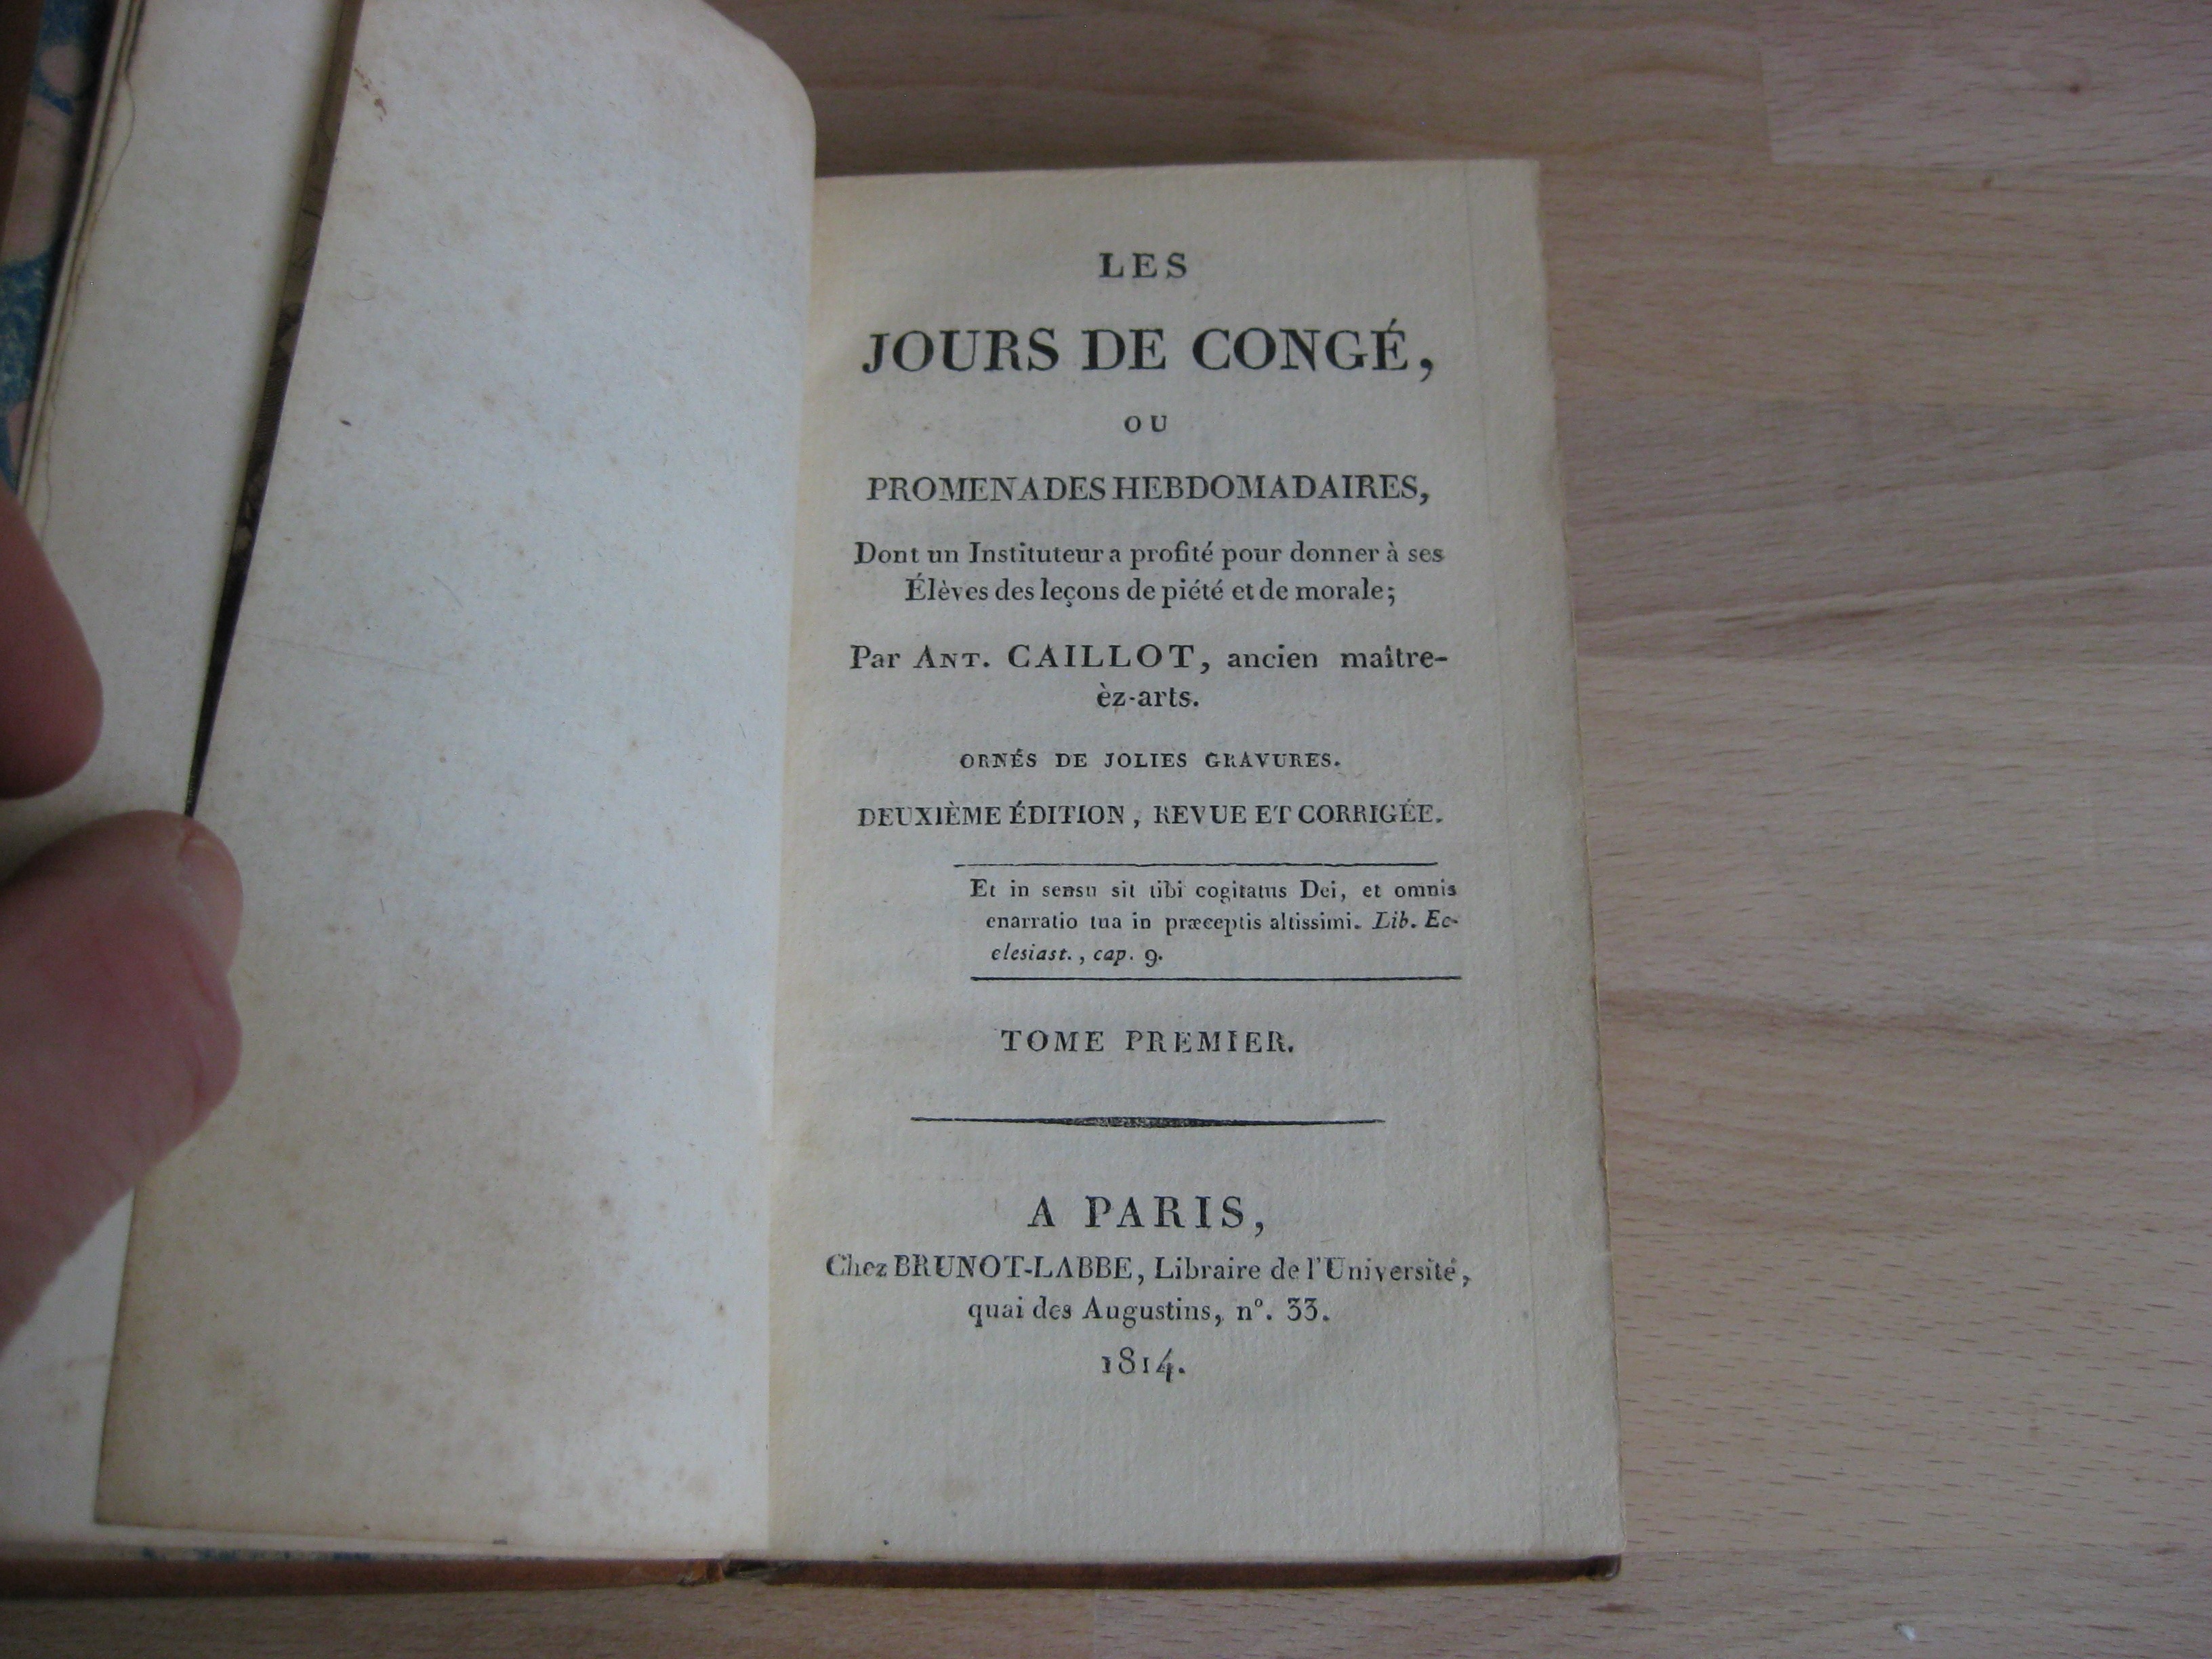 LES
JOURS DE CONGÉ,
OU
PROMENADES HEBDOMADAIRES,
Dont un Instituteur a profité pour donner à ses
Élèves des leçons de piété et de morale;
Par ANT. CAILLOT, ancien maître-
èz-arts.
ORNÉS DE JOLIES GRAVURES.
DEUXIÈME ÉDITION, REVUE ET CORRIGÉE.
Et in sensu sit tibi cogitatus Dei, et omnis
enarratio tua in præceptis altissimi. Lib. Ec-
clesiast., cap. 9.
TOME PREMIER.
A PARIS,
Chez BRUNOT-LABBE, Libraire de l'Université,
quai des Augustins, n°. 33.
1814.